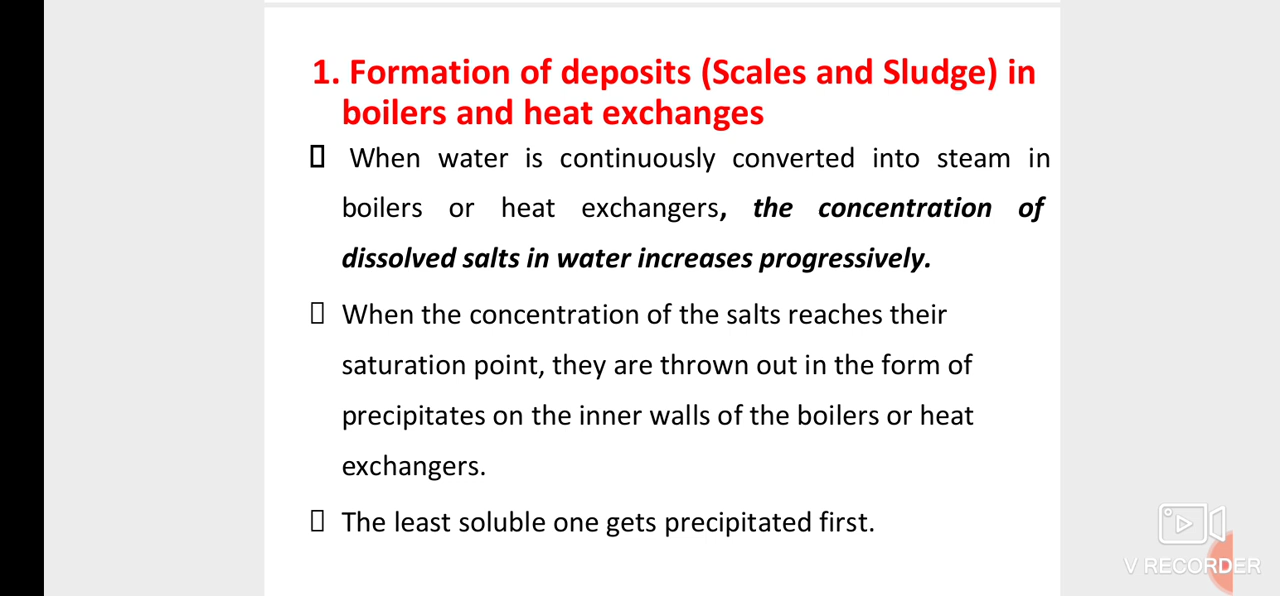 1. Formation of deposits (Scales and Sludge) in
boilers and heat exchanges
When water is continuously converted into steam in
boilers or heat exchangers, the concentration of
dissolved salts in water increases progressively.
When the concentration of the salts reaches their
saturation point, they are thrown out in the form of
precipitates on the inner walls of the boilers or heat
exchangers.
The least soluble one gets precipitated first.
V RECORDER